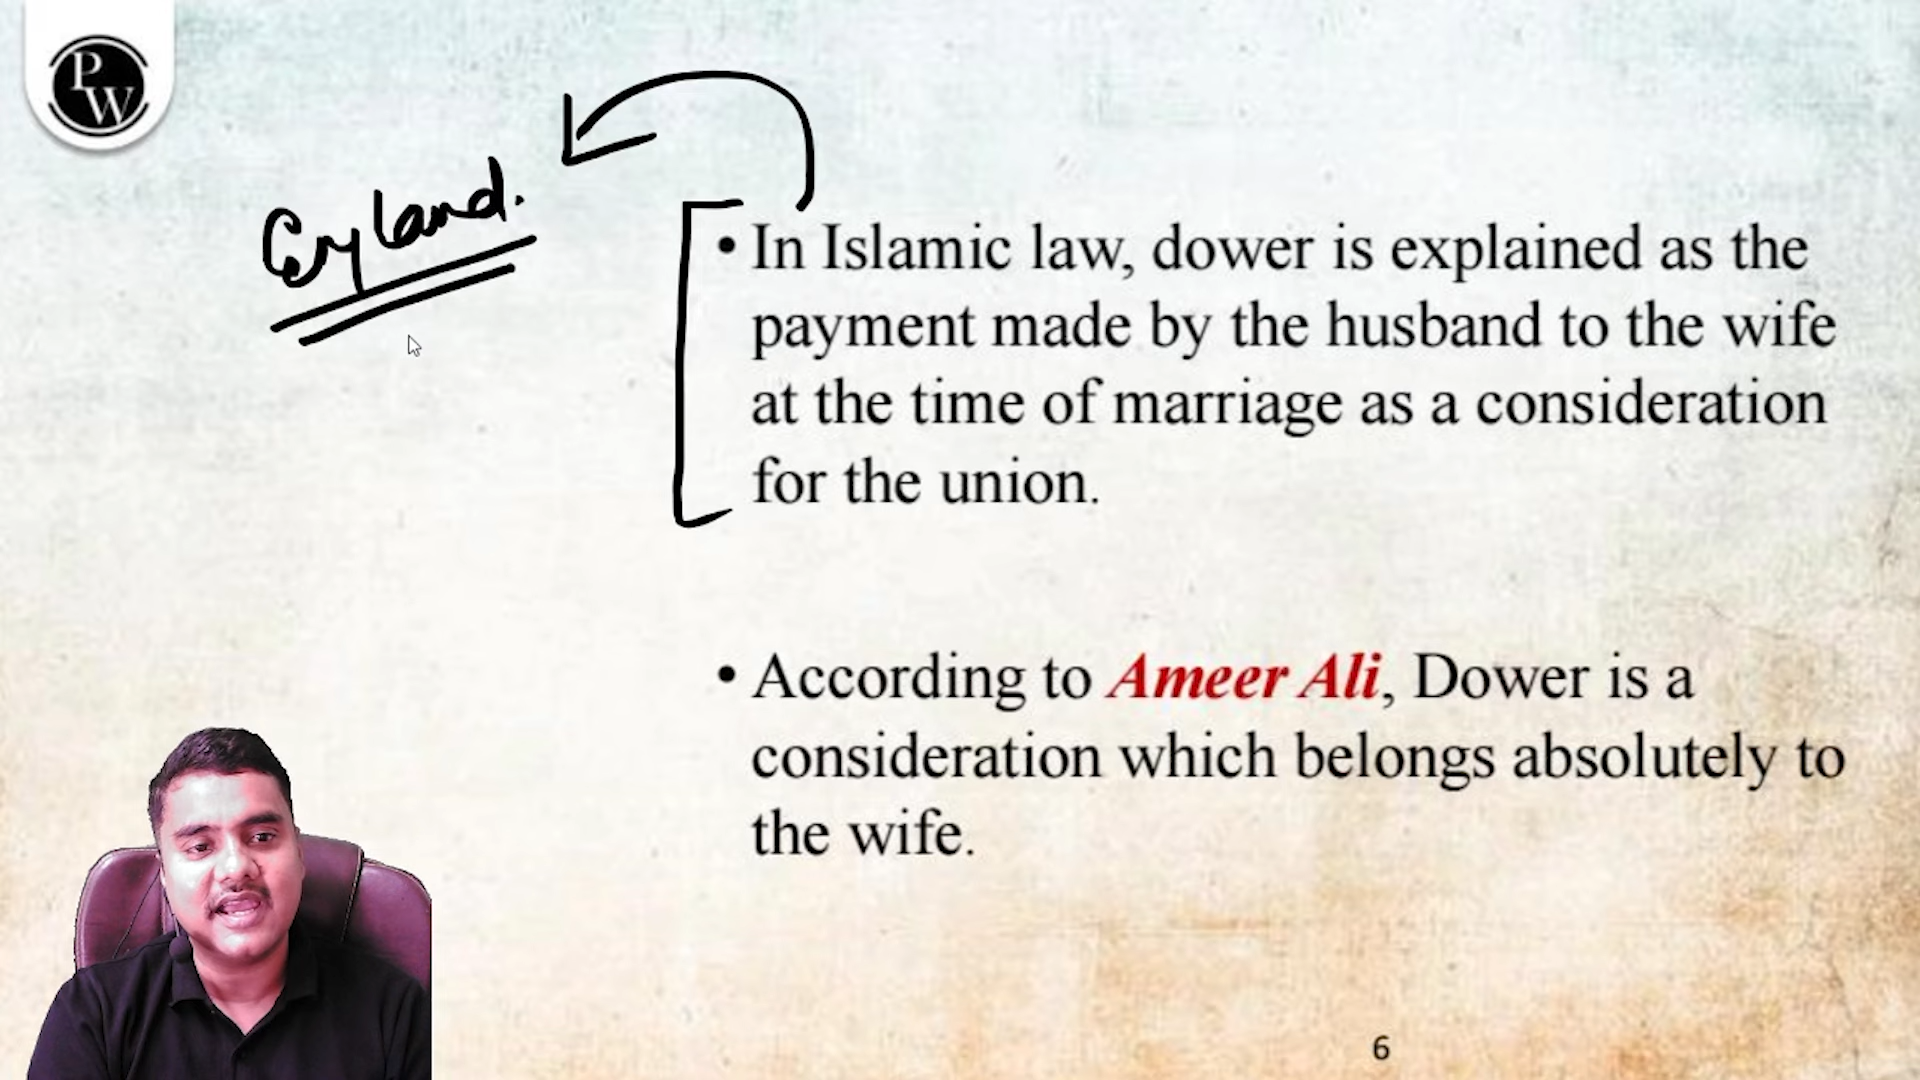 PW
England.
• In Islamic law, dower is explained as the
payment made by the husband to the wife
at the time of marriage as a consideration
for the union.
• According to Ameer Ali, Dower is a
consideration which belongs absolutely to
the wife.
6